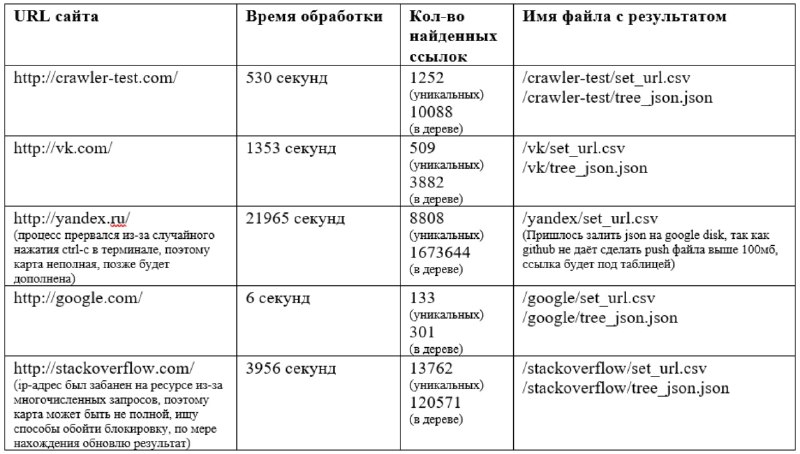 URL сайта
Время обработки
Кол-во
найденных
ссылок
Имя файла с результатом
http://crawler-test.com/
530 секунд
1252
(уникальных)
10088
(в дереве)
/crawler-test/set_url.csv
/crawler-test/tree_json.json
http://vk.com/
1353 секунд
509
(уникальных)
3882
(в дереве)
/vk/set_url.csv
/vk/tree_json.json
http://yandex.ru/
(процесс прервался из-за случайного
нажатия ctrl-c в терминале, поэтому
карта неполная, позже будет
дополнена)
21965 секунд
8808
(уникальных)
1673644
(в дереве)
/yandex/set_url.csv
(Пришлось залить json на google disk, так как
github не даёт сделать push файла выше 100мб,
ссылка будет под таблицей)
http://google.com/
6 секунд
133
(уникальных)
301
(в дереве)
/google/set_url.csv
/google/tree_json.json
http://stackoverflow.com/
(ip-адрес был забанен на ресурсе из-за
многочисленных запросов, поэтому
карта может быть не полной, ищу
способы обойти блокировку, по мере
нахождения обновлю результат)
3956 секунд
13762
(уникальных)
120571
(в дереве)
/stackoverflow/set_url.csv
/stackoverflow/tree_json.json